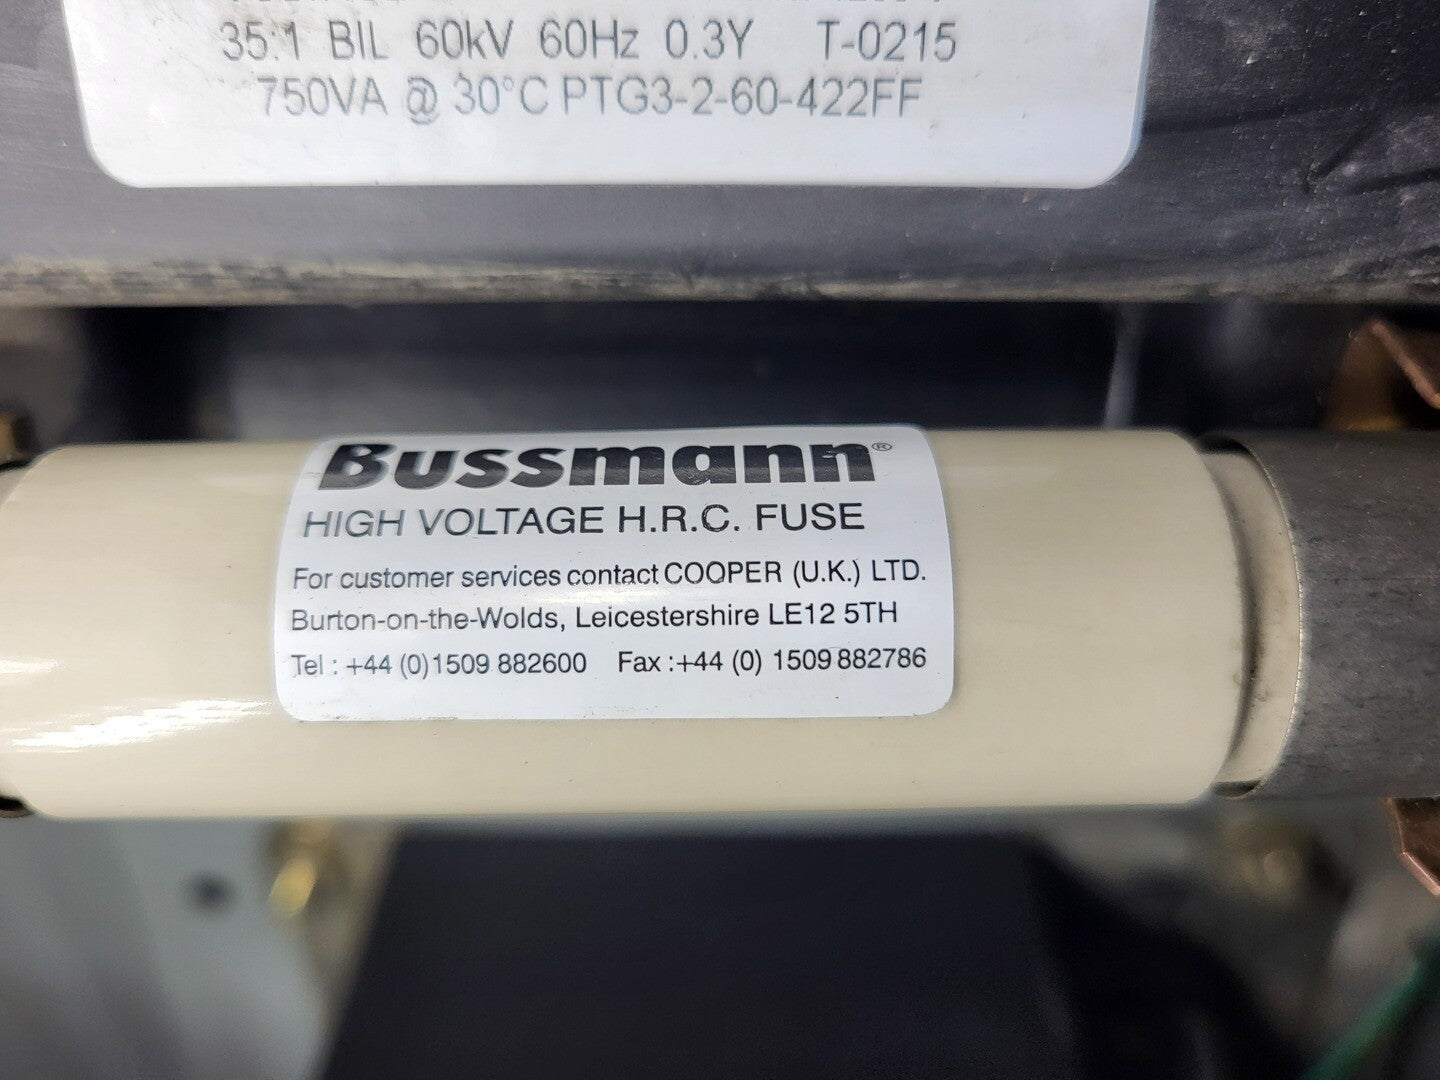 35:1 BIL 60kV 60Hz 0.3Y T-0215
750VA @ 30°C PTG3-2-60-422FF
Bussmann®
HIGH VOLTAGE H.R.C. FUSE
For customer services contact COOPER (U.K.) LTD.
Burton-on-the-Wolds, Leicestershire LE12 5TH
Tel : +44 (0)1509 882600 Fax :+44 (0) 1509 882786